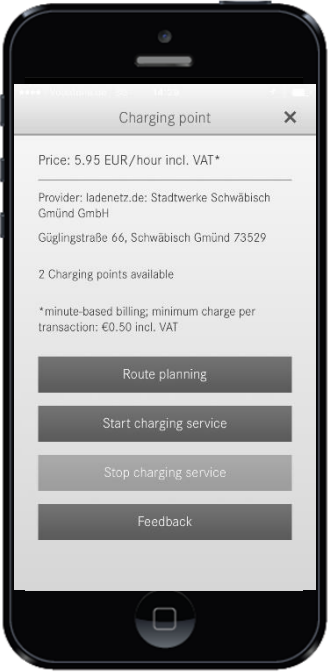 Charging point
Price: 5.95 EUR/hour incl. VAT*
Provider: ladenetz.de: Stadtwerke Schwäbisch
Gmünd GmbH
Güglingstraße 66, Schwäbisch Gmünd 73529
2 Charging points available
*minute-based billing; minimum charge per
transaction: €0.50 incl. VAT
Route planning
Start charging service
Stop charging service
Feedback